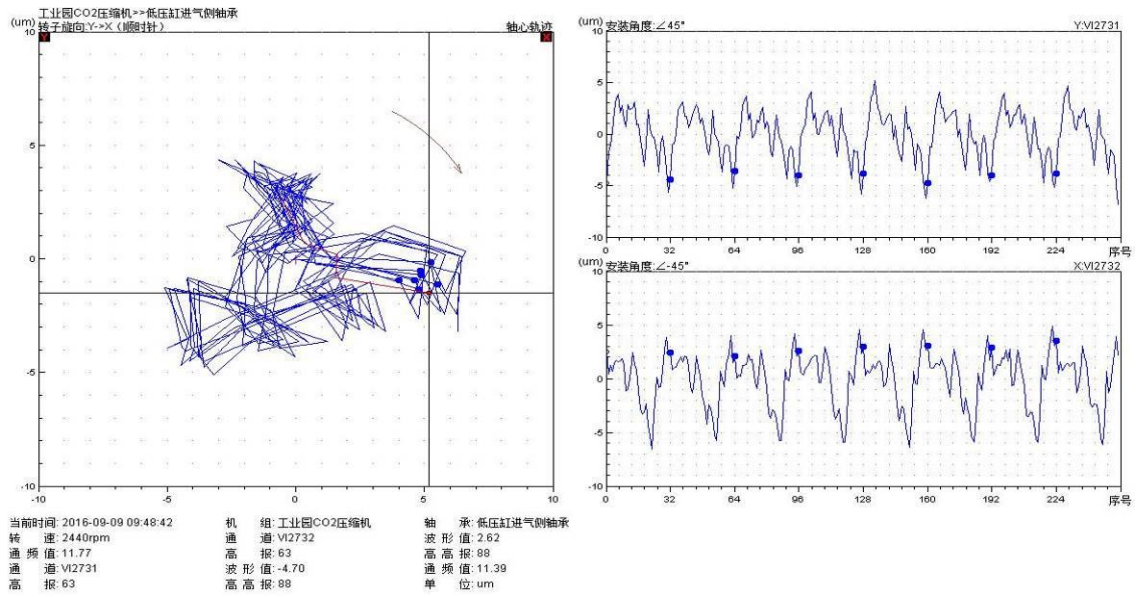 工业园CO2压缩机>>低压缸进气侧轴承
(um) 转子旋向:Y->X（顺时针） 轴心轨迹
Y X
10
5
0
-5
-10
-10 -5 0 5 10
(um) 安装角度:∠45° Y:VI2731
10
5
0
-5
-10
0 32 64 96 128 160 192 224 序号
(um) 安装角度:∠-45° X:VI2732
10
5
0
-5
-10
0 32 64 96 128 160 192 224 序号
当前时间: 2016-09-09 09:48:42 机 组: 工业园CO2压缩机 轴 承: 低压缸进气侧轴承
转 速: 2440rpm 通 道: VI2732 波 形 值: 2.62
通 频 值: 11.77 高 报: 63 高 高 报: 88
通 道: VI2731 波 形 值: -4.70 通 频 值: 11.39
高 报: 63 高 高 报: 88 单 位: um